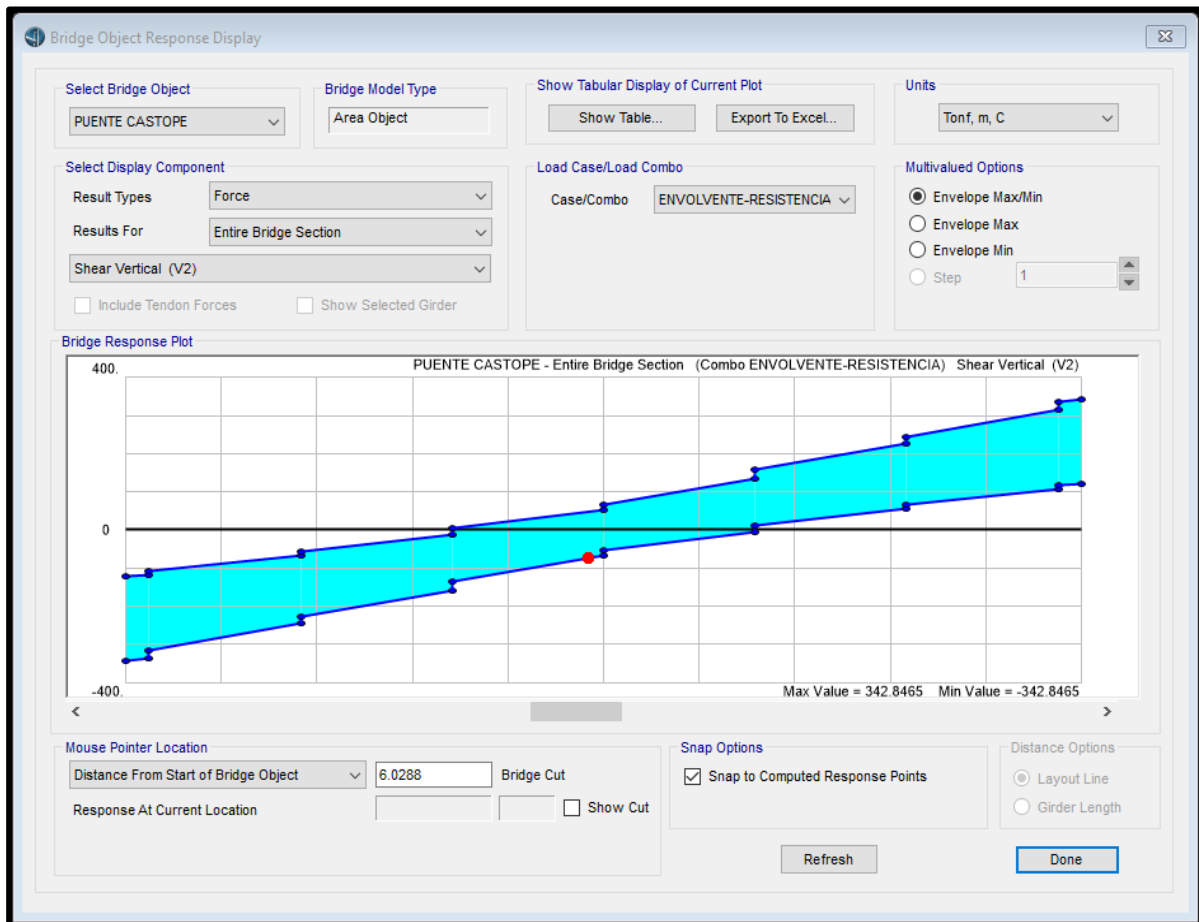 Bridge Object Response Display
Select Bridge Object
PUENTE CASTOPE
Bridge Model Type
Area Object
Show Tabular Display of Current Plot
Show Table...
Export To Excel...
Units
Tonf, m, C
Select Display Component
Result Types
Force
Results For
Entire Bridge Section
Shear Vertical (V2)
Include Tendon Forces
Show Selected Girder
Load Case/Load Combo
Case/Combo
ENVOLVENTE-RESISTENCIA
Multivalued Options
Envelope Max/Min
Envelope Max
Envelope Min
Step
1
Bridge Response Plot
PUENTE CASTOPE - Entire Bridge Section (Combo ENVOLVENTE-RESISTENCIA) Shear Vertical (V2)
400.
0
-400.
Max Value = 342.8465 Min Value = -342.8465
Mouse Pointer Location
Distance From Start of Bridge Object
6.0288
Bridge Cut
Response At Current Location
Show Cut
Snap Options
Snap to Computed Response Points
Distance Options
Layout Line
Girder Length
Refresh
Done